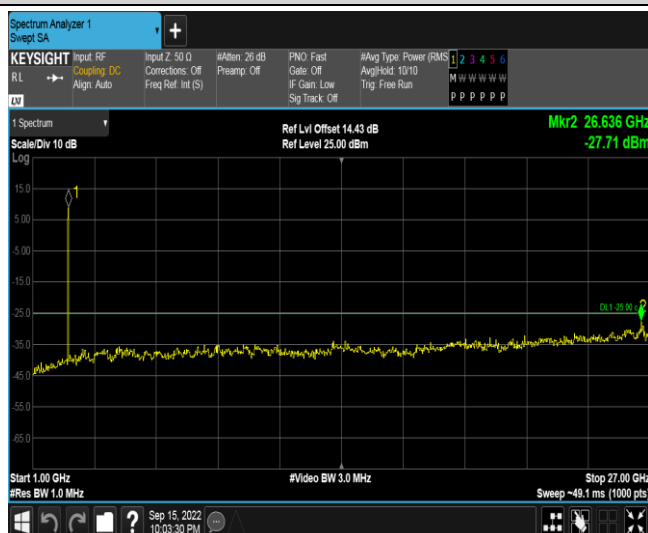 Spectrum Analyzer 1
Swept SA
+
KEYSIGHT
RL
LXI
Input: RF
Coupling: DC
Align: Auto
Input Z: 50 Ω
Corrections: Off
Freq Ref: Int (S)
#Atten: 26 dB
Preamp: Off
PNO: Fast
Gate: Off
IF Gain: Low
Sig Track: Off
#Avg Type: Power (RMS
Avg|Hold: 10/10
Trig: Free Run
1 2 3 4 5 6
M W W W W W
P P P P P P
1 Spectrum
Scale/Div 10 dB
Ref Lvl Offset 14.43 dB
Ref Level 25.00 dBm
Mkr2 26.636 GHz
-27.71 dBm
Log
15.0
5.00
-5.00
-15.0
-25.0
-35.0
-45.0
-55.0
-65.0
1
DL1 -25.00
2
Start 1.00 GHz
#Res BW 1.0 MHz
#Video BW 3.0 MHz
Stop 27.00 GHz
Sweep ~49.1 ms (1000 pts)
?
Sep 15, 2022
10:03:30 PM